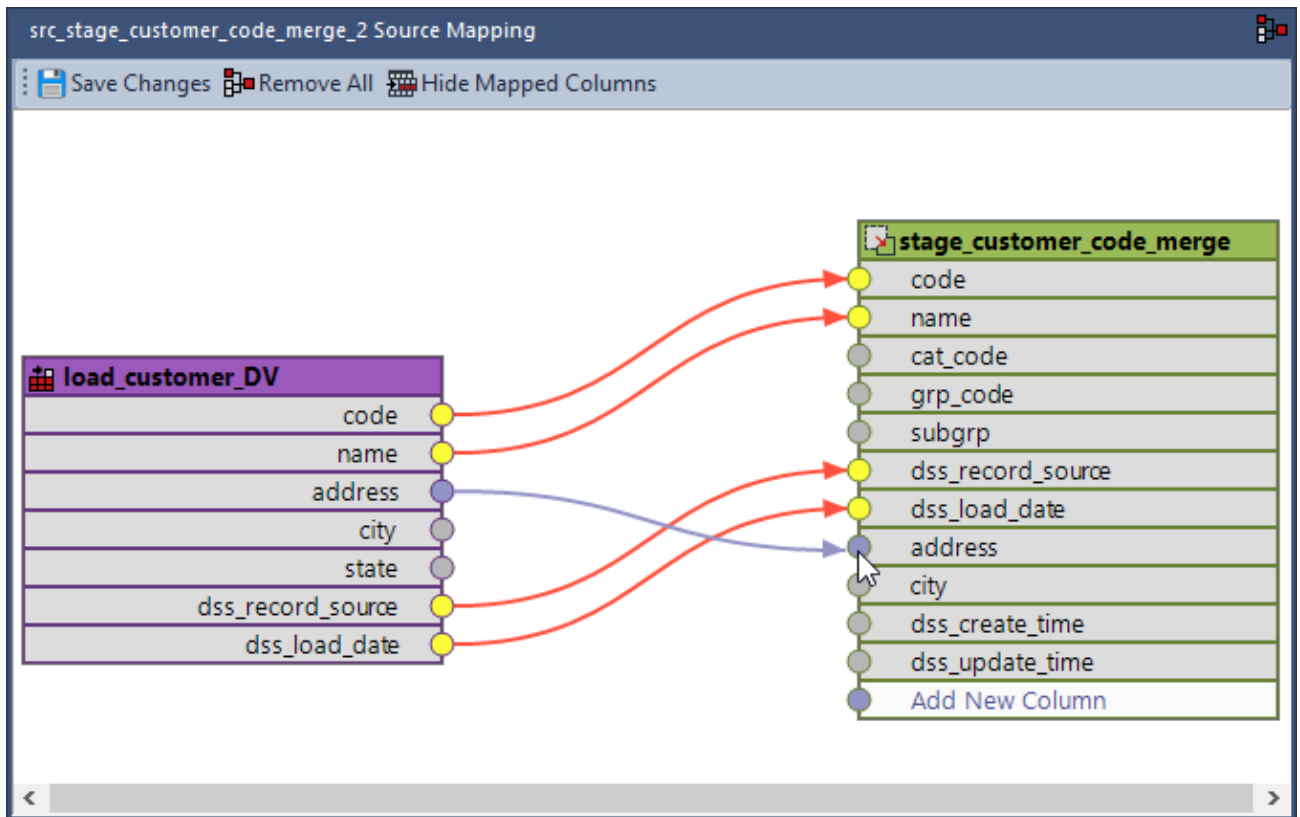 src_stage_customer_code_merge_2 Source Mapping
Save Changes Remove All Hide Mapped Columns
load_customer_DV
code
name
address
city
state
dss_record_source
dss_load_date
stage_customer_code_merge
code
name
cat_code
grp_code
subgrp
dss_record_source
dss_load_date
address
city
dss_create_time
dss_update_time
Add New Column